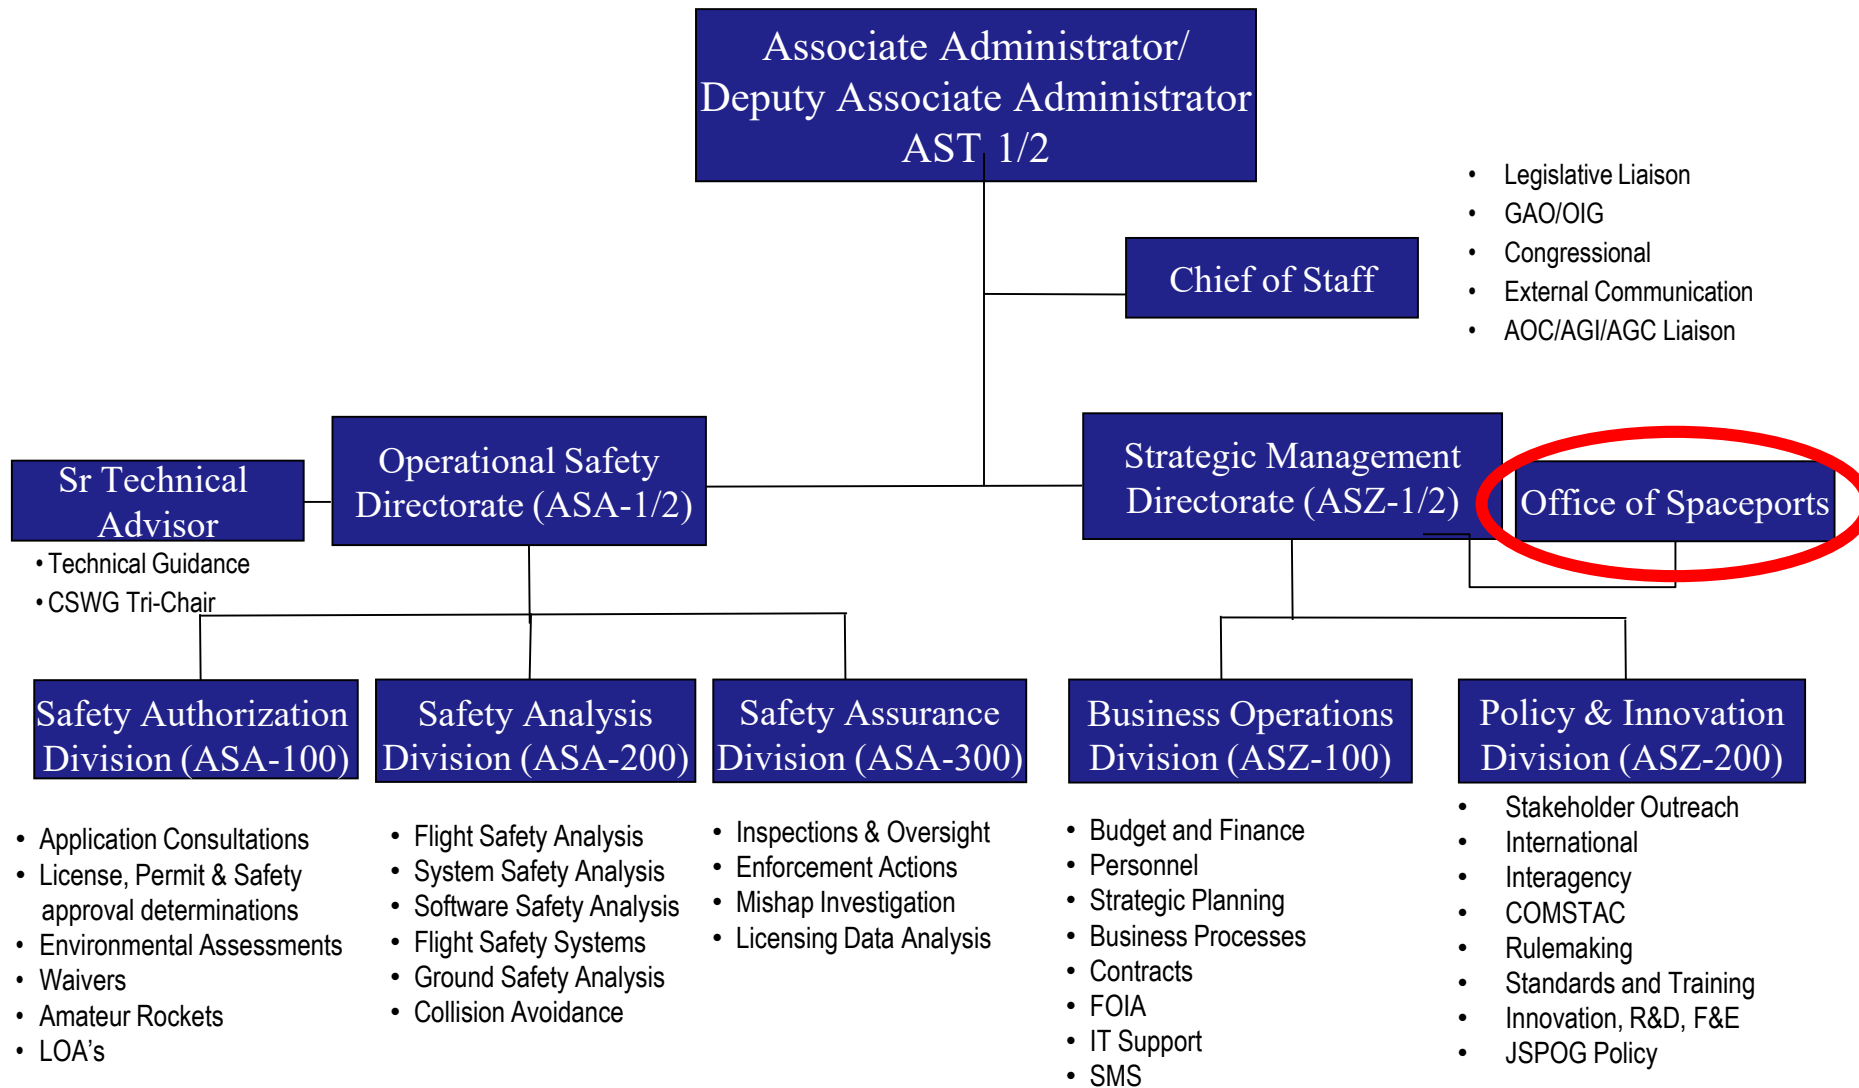 Associate Administrator/
Deputy Associate Administrator
AST 1/2
• Legislative Liaison
• GAO/OIG
• Congressional
• External Communication
• AOC/AGI/AGC Liaison
Chief of Staff
Sr Technical
Advisor
• Technical Guidance
• CSWG Tri-Chair
Operational Safety
Directorate (ASA-1/2)
Strategic Management
Directorate (ASZ-1/2)
Office of Spaceports
Safety Authorization
Division (ASA-100)
• Application Consultations
• License, Permit & Safety
approval determinations
• Environmental Assessments
• Waivers
• Amateur Rockets
• LOA's
Safety Analysis
Division (ASA-200)
• Flight Safety Analysis
• System Safety Analysis
• Software Safety Analysis
• Flight Safety Systems
• Ground Safety Analysis
• Collision Avoidance
Safety Assurance
Division (ASA-300)
• Inspections & Oversight
• Enforcement Actions
• Mishap Investigation
• Licensing Data Analysis
Business Operations
Division (ASZ-100)
• Budget and Finance
• Personnel
• Strategic Planning
• Business Processes
• Contracts
• FOIA
• IT Support
• SMS
Policy & Innovation
Division (ASZ-200)
• Stakeholder Outreach
• International
• Interagency
• COMSTAC
• Rulemaking
• Standards and Training
• Innovation, R&D, F&E
• JSPOG Policy